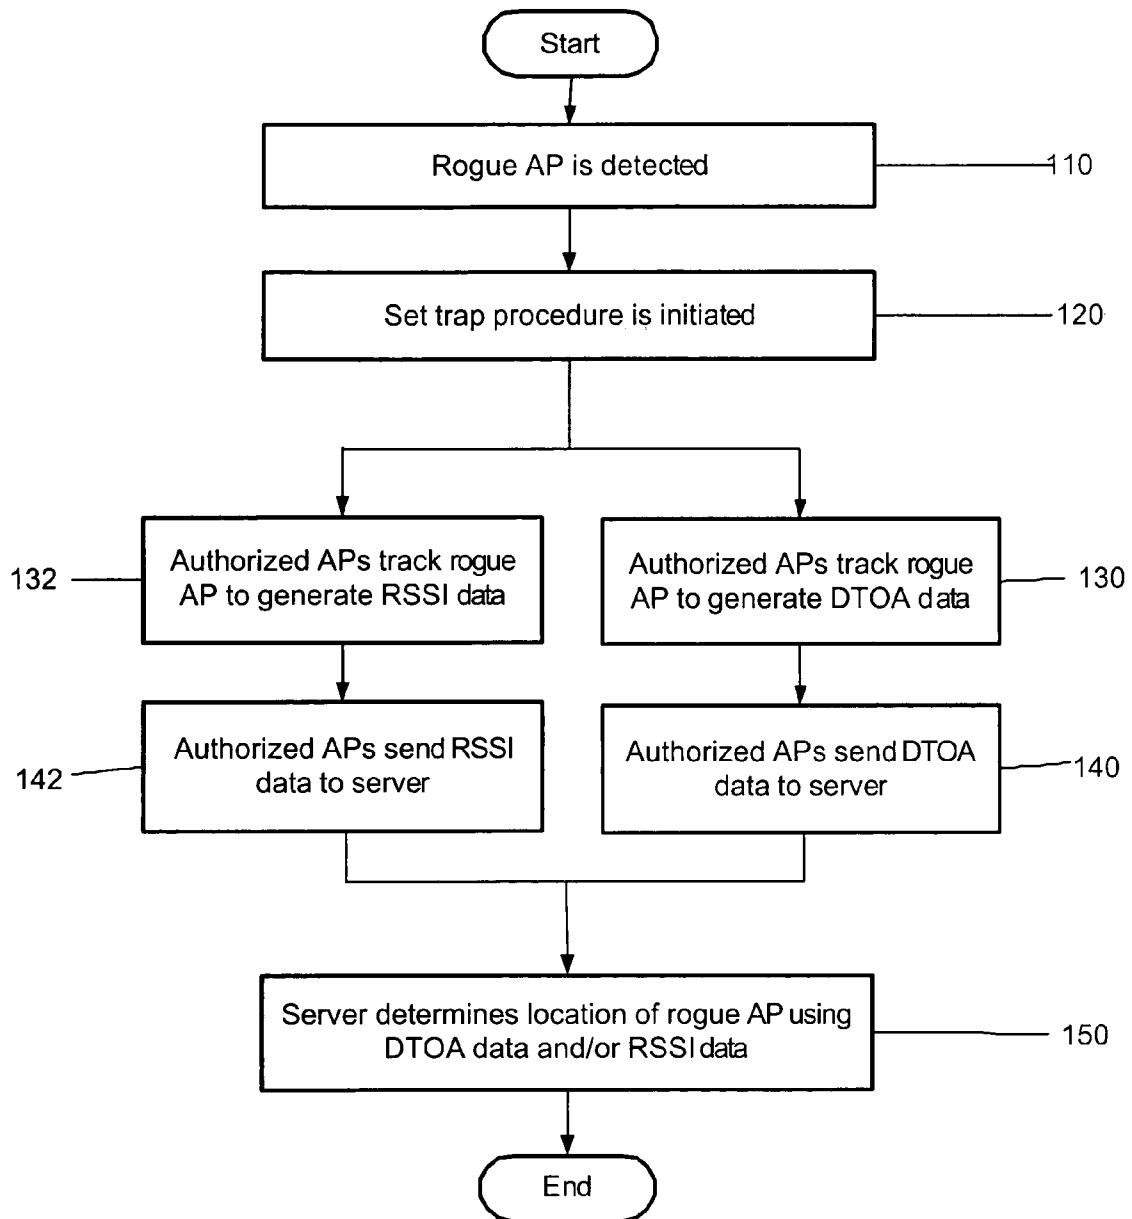 Start
Rogue AP is detected
110
Set trap procedure is initiated
120
132
Authorized APs track rogue
AP to generate RSSI data
Authorized APs track rogue
AP to generate DTOA data
130
142
Authorized APs send RSSI
data to server
Authorized APs send DTOA
data to server
140
Server determines location of rogue AP using
DTOA data and/or RSSI data
150
End